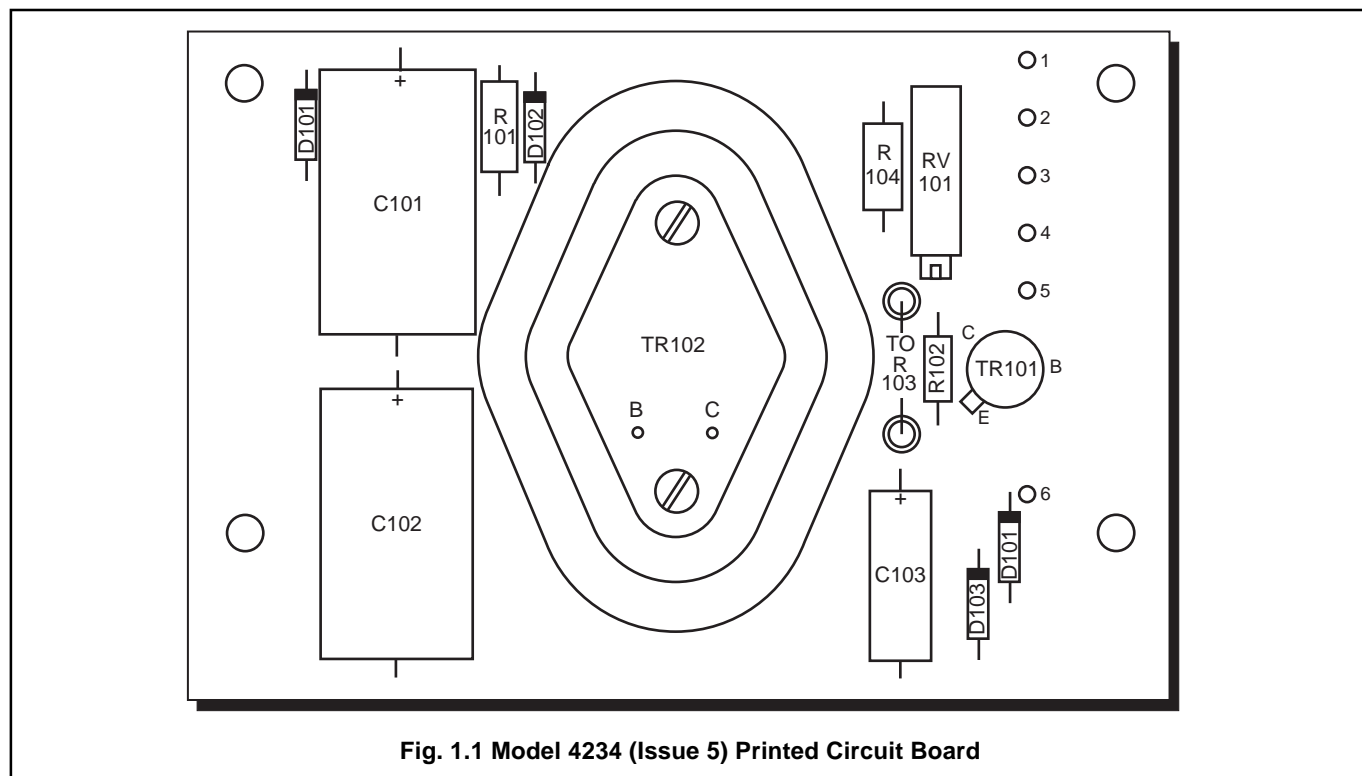 1
D101
+
R
101
D102
C101
2
R
104
RV
101
3
4
5
TR102
TO
R
103
R102
C
TR101
B
E
B
C
+
C102
+
6
C103
D103
D101
Fig. 1.1 Model 4234 (Issue 5) Printed Circuit Board